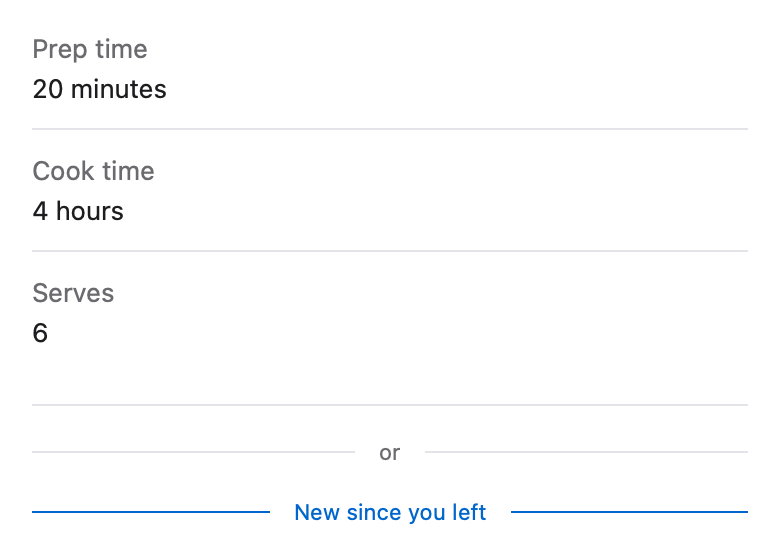 Prep time
20 minutes
Cook time
4 hours
Serves
6
or
New since you left